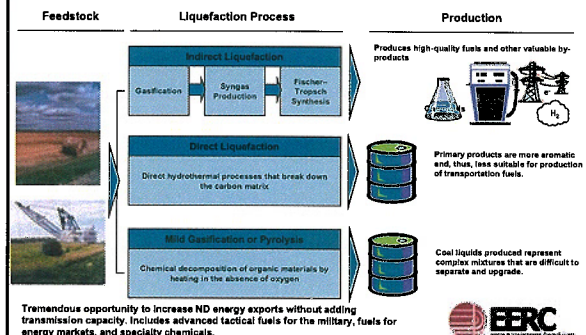 Feedstock
Liquefaction Process
Production
Indirect Liquefaction
Gasification
Syngas
Production
Fischer–
Tropsch
Synthesis
Produces high-quality fuels and other valuable by-
products
e-
H2
Direct Liquefaction
Direct hydrothermal processes that break down
the carbon matrix
Primary products are more aromatic
and, thus, less suitable for production
of transportation fuels.
Mild Gasification or Pyrolysis
Chemical decomposition of organic materials by
heating in the absence of oxygen
Coal liquids produced represent
complex mixtures that are difficult to
separate and upgrade.
Tremendous opportunity to increase ND energy exports without adding
transmission capacity. Includes advanced tactical fuels for the military, fuels for
energy markets, and specialty chemicals.
EERC